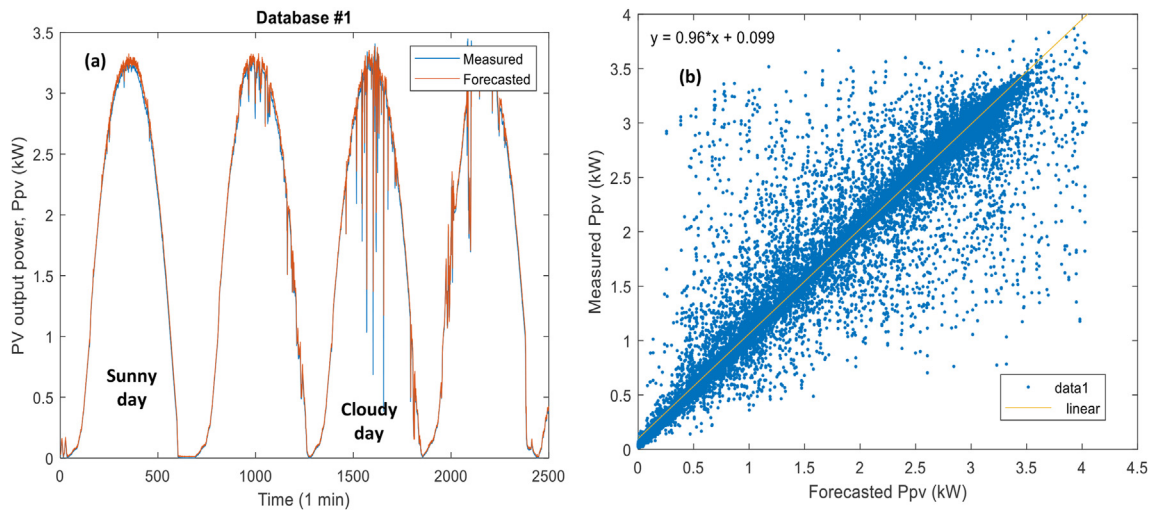 Database #1
(a)
Measured
Forecasted
Sunny
day
Cloudy
day
3.5
3
2.5
2
1.5
1
0.5
0
PV output power, Ppv (kW)
0
500
1000
1500
2000
2500
Time (1 min)
y = 0.96*x + 0.099
(b)
data1
linear
4
3.5
3
2.5
2
1.5
1
0.5
0
Measured Ppv (kW)
0
0.5
1
1.5
2
2.5
3
3.5
4
4.5
Forecasted Ppv (kW)